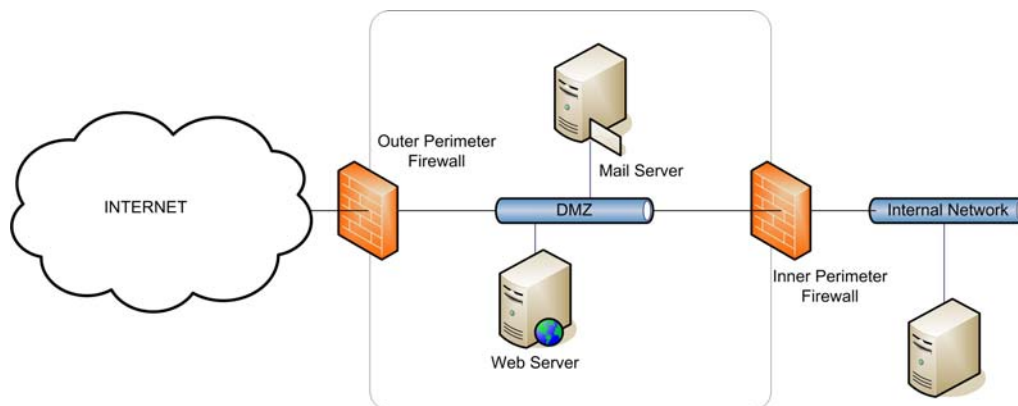 INTERNET
Outer Perimeter
Firewall
Mail Server
DMZ
Web Server
Internal Network
Inner Perimeter
Firewall